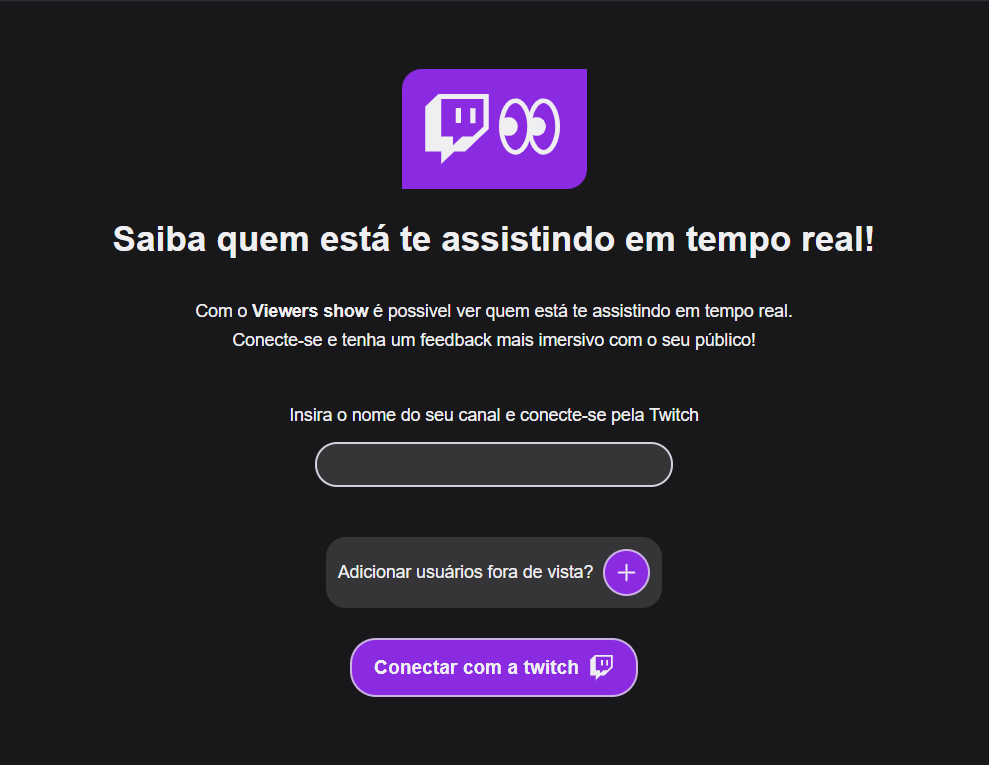 Saiba quem está te assistindo em tempo real!
Com o Viewers show é possivel ver quem está te assistindo em tempo real.
Conecte-se e tenha um feedback mais imersivo com o seu público!
Insira o nome do seu canal e conecte-se pela Twitch
Adicionar usuários fora de vista?
Conectar com a twitch